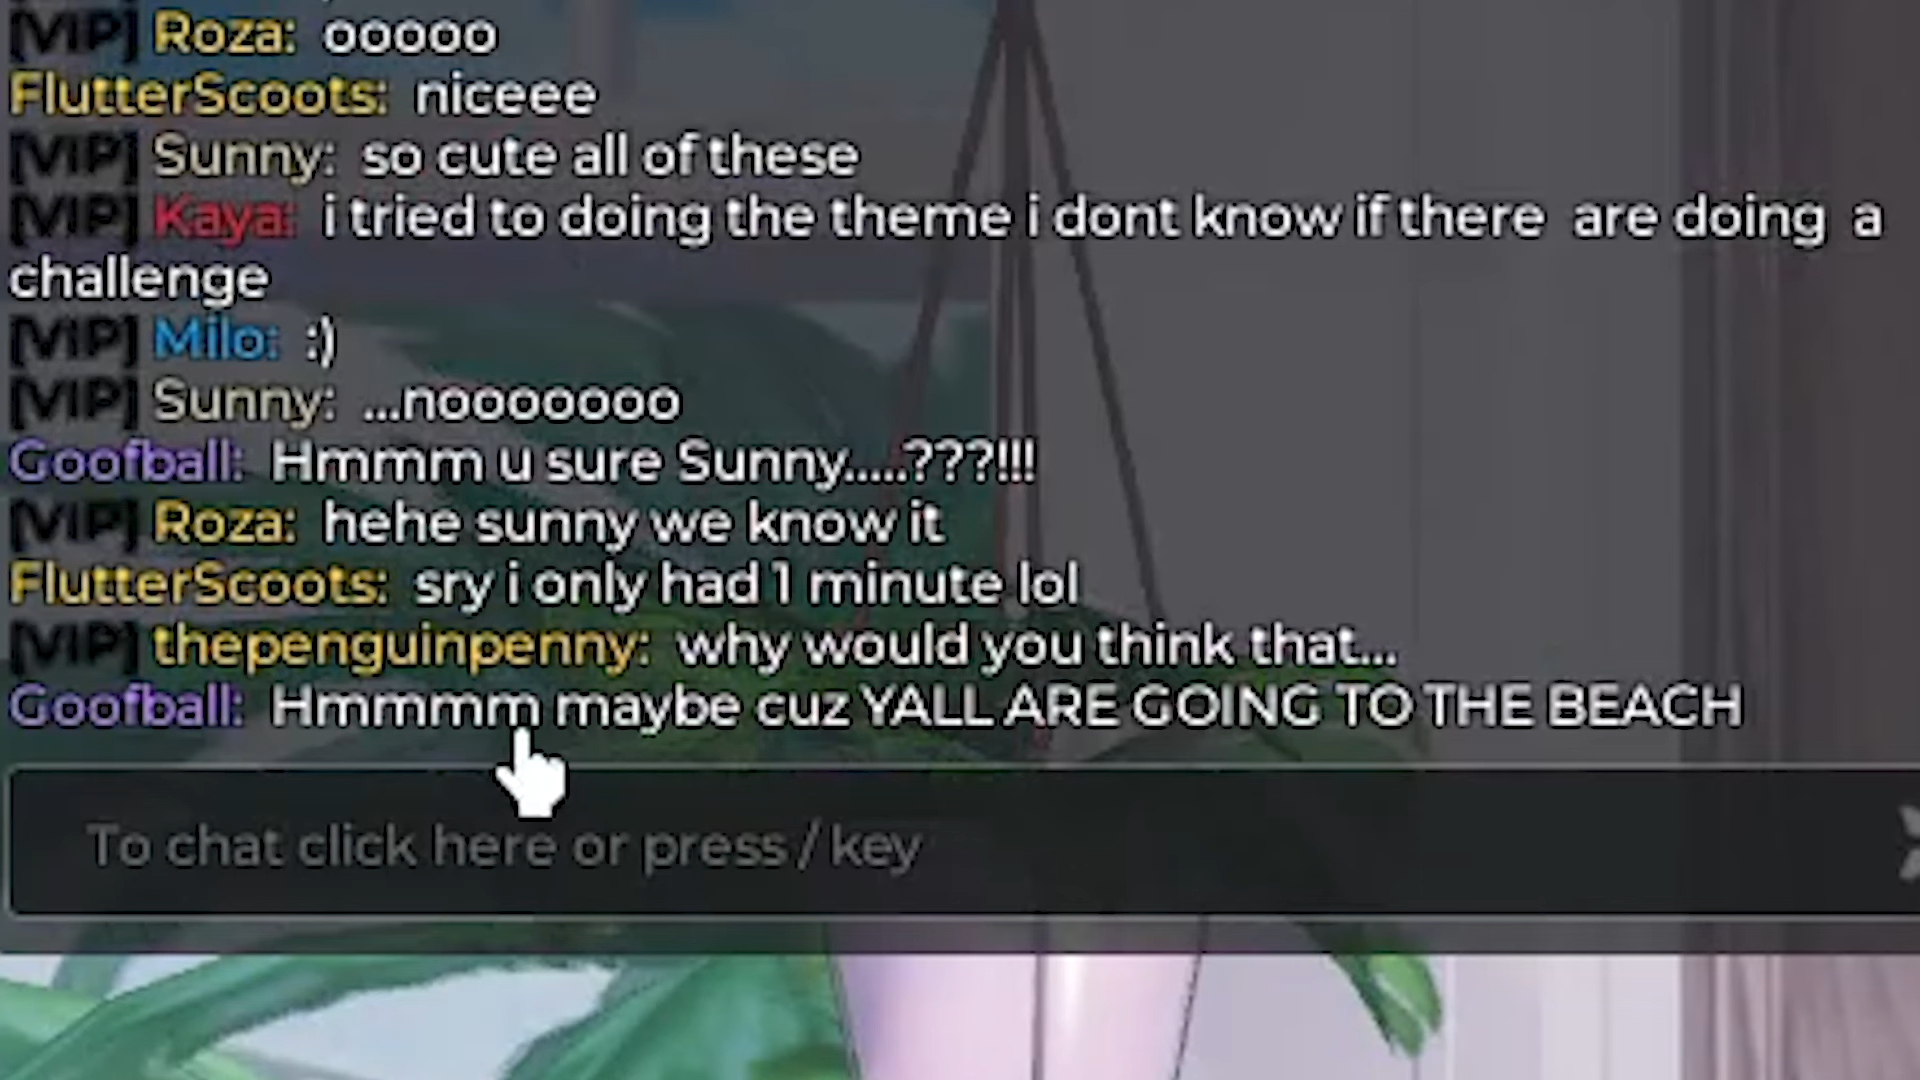 [VIP] Roza: ooooo
FlutterScoots: niceee
[VIP] Sunny: so cute all of these
[VIP] Kaya: i tried to doing the theme i dont know if there are doing a
challenge
[VIP] Milo: :)
[VIP] Sunny: ...noooooooo
Goofball: Hmmm u sure Sunny.....???!!!
[VIP] Roza: hehe sunny we know it
FlutterScoots: sry i only had 1 minute lol
[VIP] thepenguinpenny: why would you think that...
Goofball: Hmmmm maybe cuz YALL ARE GOING TO THE BEACH
To chat click here or press / key